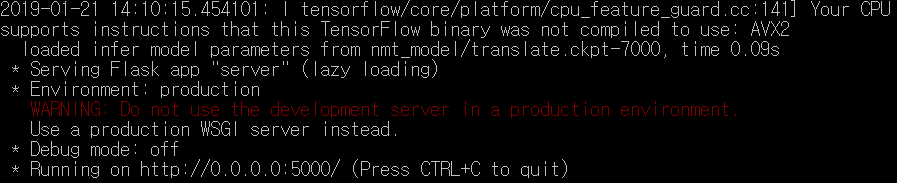 2019-01-21 14:10:15.454101: I tensorflow/core/platform/cpu_feature_guard.cc:141] Your CPU
supports instructions that this TensorFlow binary was not compiled to use: AVX2
loaded infer model parameters from nmt_model/translate.ckpt-7000, time 0.09s
* Serving Flask app "server" (lazy loading)
* Environment: production
WARNING: Do not use the development server in a production environment.
Use a production WSGI server instead.
* Debug mode: off
* Running on http://0.0.0.0:5000/ (Press CTRL+C to quit)